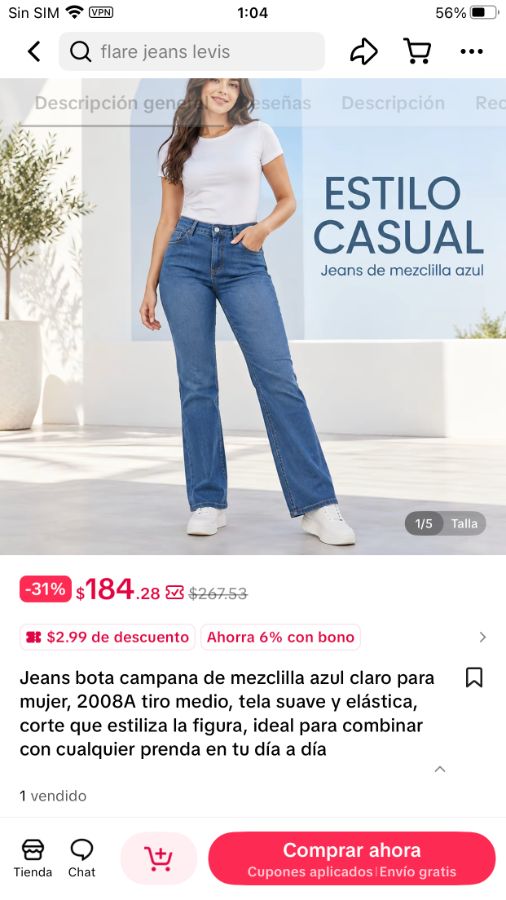 Sin SIM VPN 1:04 56%
flare jeans levis
Descripción general Reseñas Descripción Rec
ESTILO
CASUAL
Jeans de mezclilla azul
1/5 Talla
-31% $184.28 $267.53
$2.99 de descuento Ahorra 6% con bono
Jeans bota campana de mezclilla azul claro para
mujer, 2008A tiro medio, tela suave y elástica,
corte que estiliza la figura, ideal para combinar
con cualquier prenda en tu día a día
1 vendido
Comprar ahora
Tienda Chat Cupones aplicados | Envío gratis